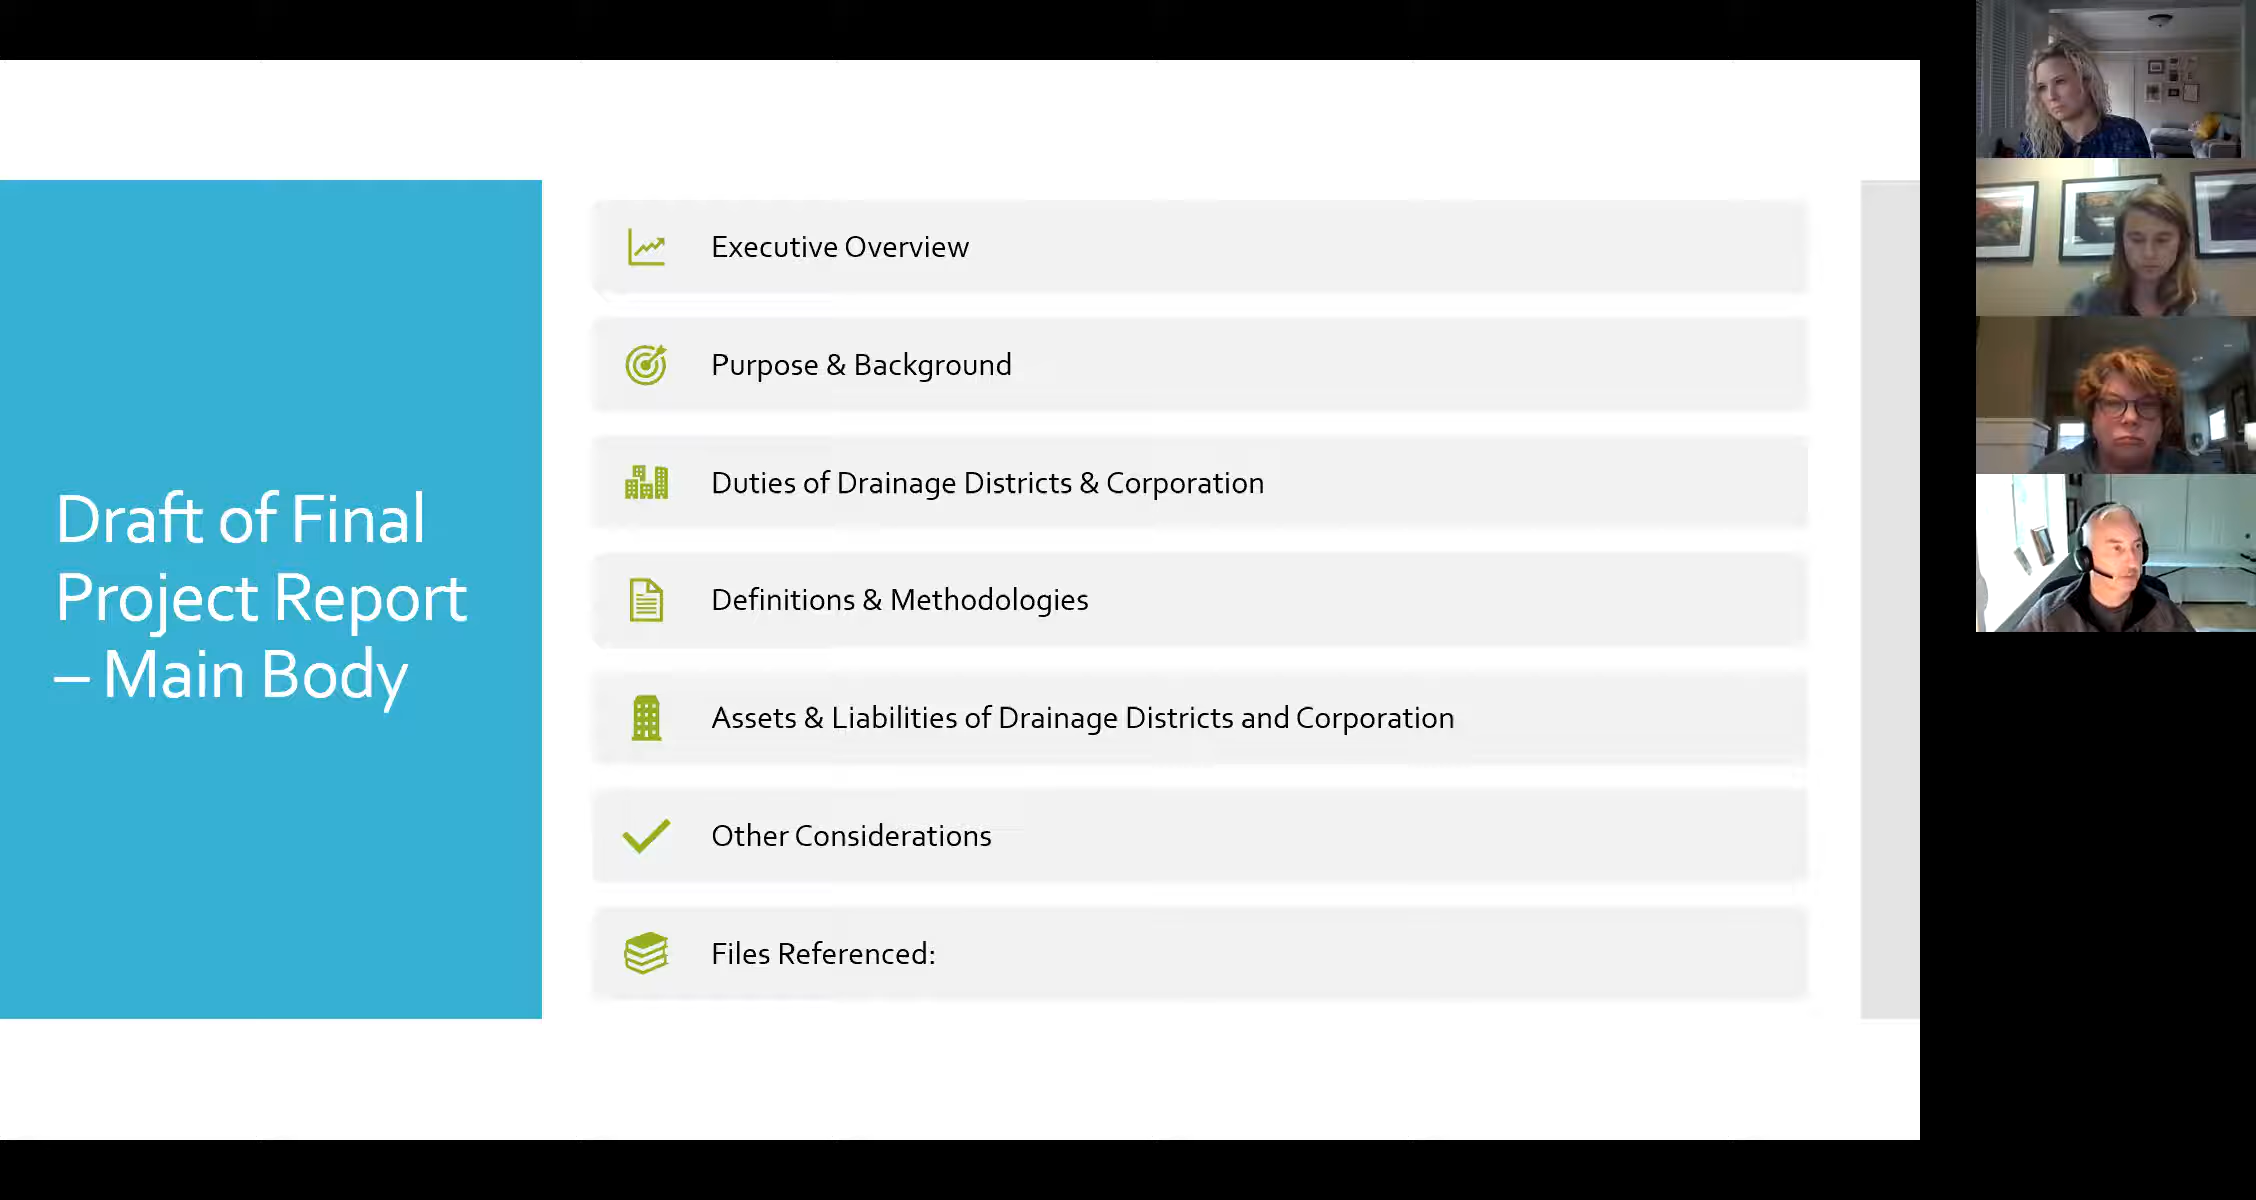 Draft of Final
Project Report
– Main Body
Executive Overview
Purpose & Background
Duties of Drainage Districts & Corporation
Definitions & Methodologies
Assets & Liabilities of Drainage Districts and Corporation
Other Considerations
Files Referenced: